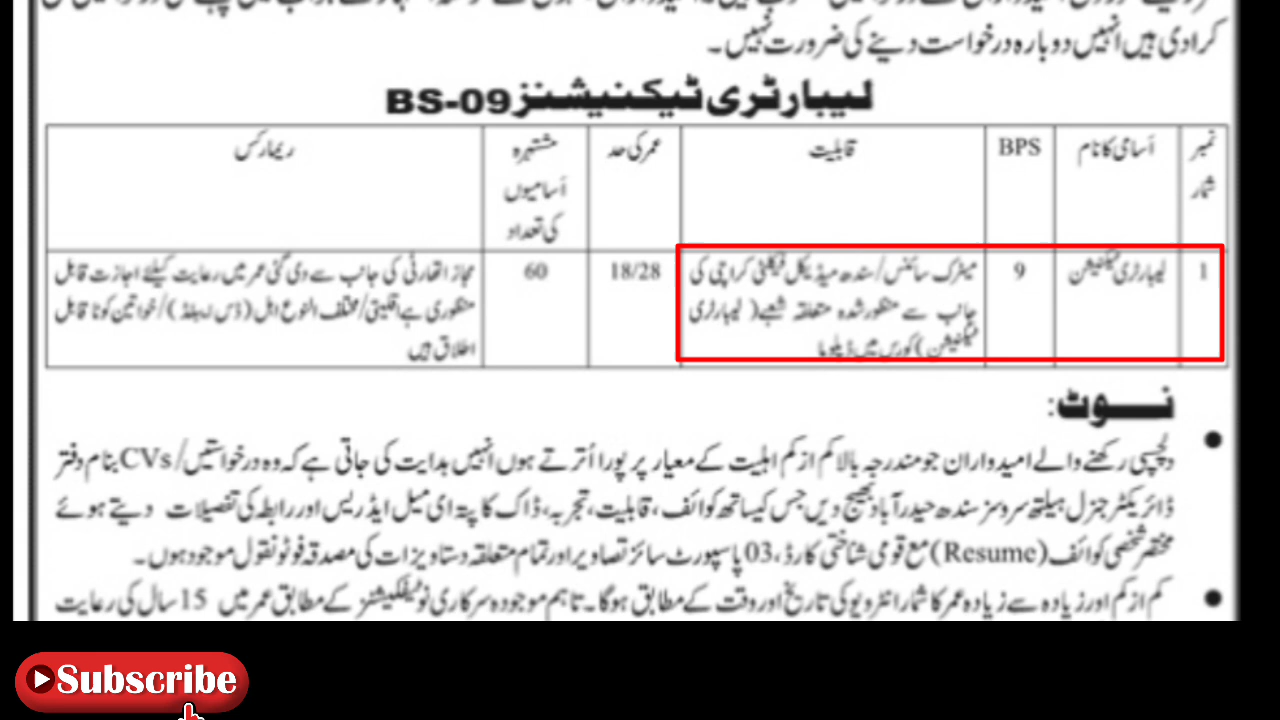 کرادی ہیں انہیں دوبارہ درخواست دینے کی ضرورت نہیں۔
لیبارٹری ٹیکنیشنز BS-09
نمبر شمار
آسامی کا نام
BPS
قابلیت
عمر کی حد
مشتہرہ
آسامیوں
کی تعداد
ریمارکس
1
لیبارٹری ٹیکنیشن
9
میٹرک سائنس/سندھ میڈیکل فیکلٹی کراچی کی
جانب سے منظور شدہ متعلقہ شعبے (لیبارٹری
ٹیکنیشن) کورس میں ڈپلوما
18/28
60
مجاز اتھارٹی کی جانب سے دی گئی عمر میں رعایت کیلئے اجازت قابل
منظوری ہے اقلیتی/مختلف النوع اہل (ڈس ایبلڈ)/خواتین کو نا قابل
اطلاق ہیں
نوٹ:
● دلچسپی رکھنے والے امیدواران جو مندرجہ بالا کم از کم اہلیت کے معیار پر پورا اُترتے ہوں انہیں ہدایت کی جاتی ہے کہ وہ درخواستیں/CVs بنام دفتر
ڈائریکٹر جنرل ہیلتھ سروسز سندھ حیدرآباد بھیج دیں جس کیساتھ کوائف، قابلیت، تجربہ، ڈاک کا پتہ ای میل ایڈریس اور رابطہ کی تفصیلات دیتے ہوئے
مختصر شخصی کوائف (Resume) مع قومی شناختی کارڈ، 03 پاسپورٹ سائز تصاویر اور تمام متعلقہ دستاویزات کی مصدقہ فوٹو نقول موجود ہوں۔
● کم از کم اور زیادہ سے زیادہ عمر کا شمار انٹرویو کی تاریخ اور وقت کے مطابق ہوگا۔ تاہم موجودہ سرکاری نوٹیفکیشنز کے مطابق عمر میں 15 سال کی رعایت
Subscribe